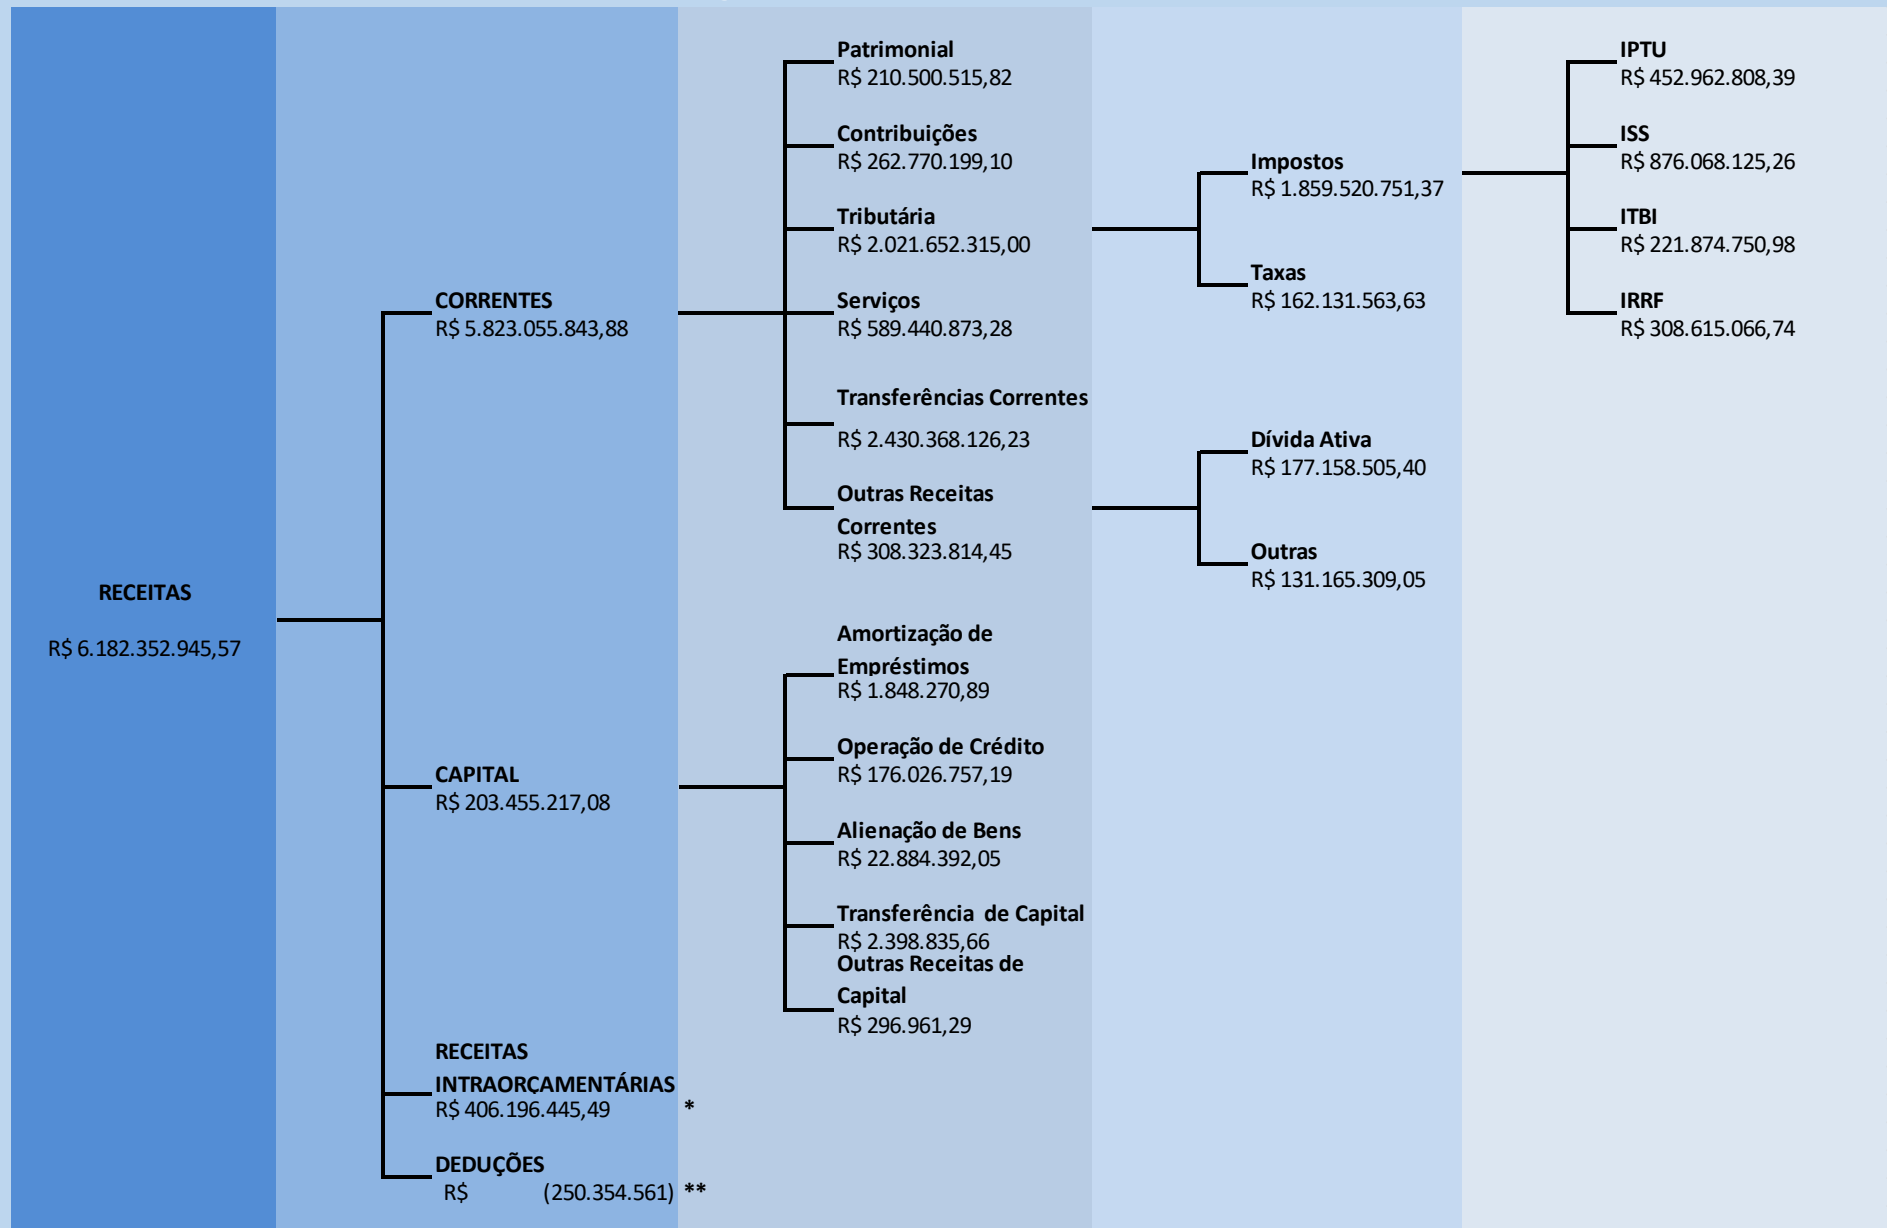 RECEITAS
R$ 6.182.352.945,57
CORRENTES
R$ 5.823.055.843,88
CAPITAL
R$ 203.455.217,08
RECEITAS
INTRAORÇAMENTÁRIAS
R$ 406.196.445,49 *
DEDUÇÕES
R$ (250.354.561) **
Patrimonial
R$ 210.500.515,82
Contribuições
R$ 262.770.199,10
Tributária
R$ 2.021.652.315,00
Serviços
R$ 589.440.873,28
Transferências Correntes
R$ 2.430.368.126,23
Outras Receitas
Correntes
R$ 308.323.814,45
Amortização de
Empréstimos
R$ 1.848.270,89
Operação de Crédito
R$ 176.026.757,19
Alienação de Bens
R$ 22.884.392,05
Transferência de Capital
R$ 2.398.835,66
Outras Receitas de
Capital
R$ 296.961,29
Impostos
R$ 1.859.520.751,37
Taxas
R$ 162.131.563,63
Dívida Ativa
R$ 177.158.505,40
Outras
R$ 131.165.309,05
IPTU
R$ 452.962.808,39
ISS
R$ 876.068.125,26
ITBI
R$ 221.874.750,98
IRRF
R$ 308.615.066,74